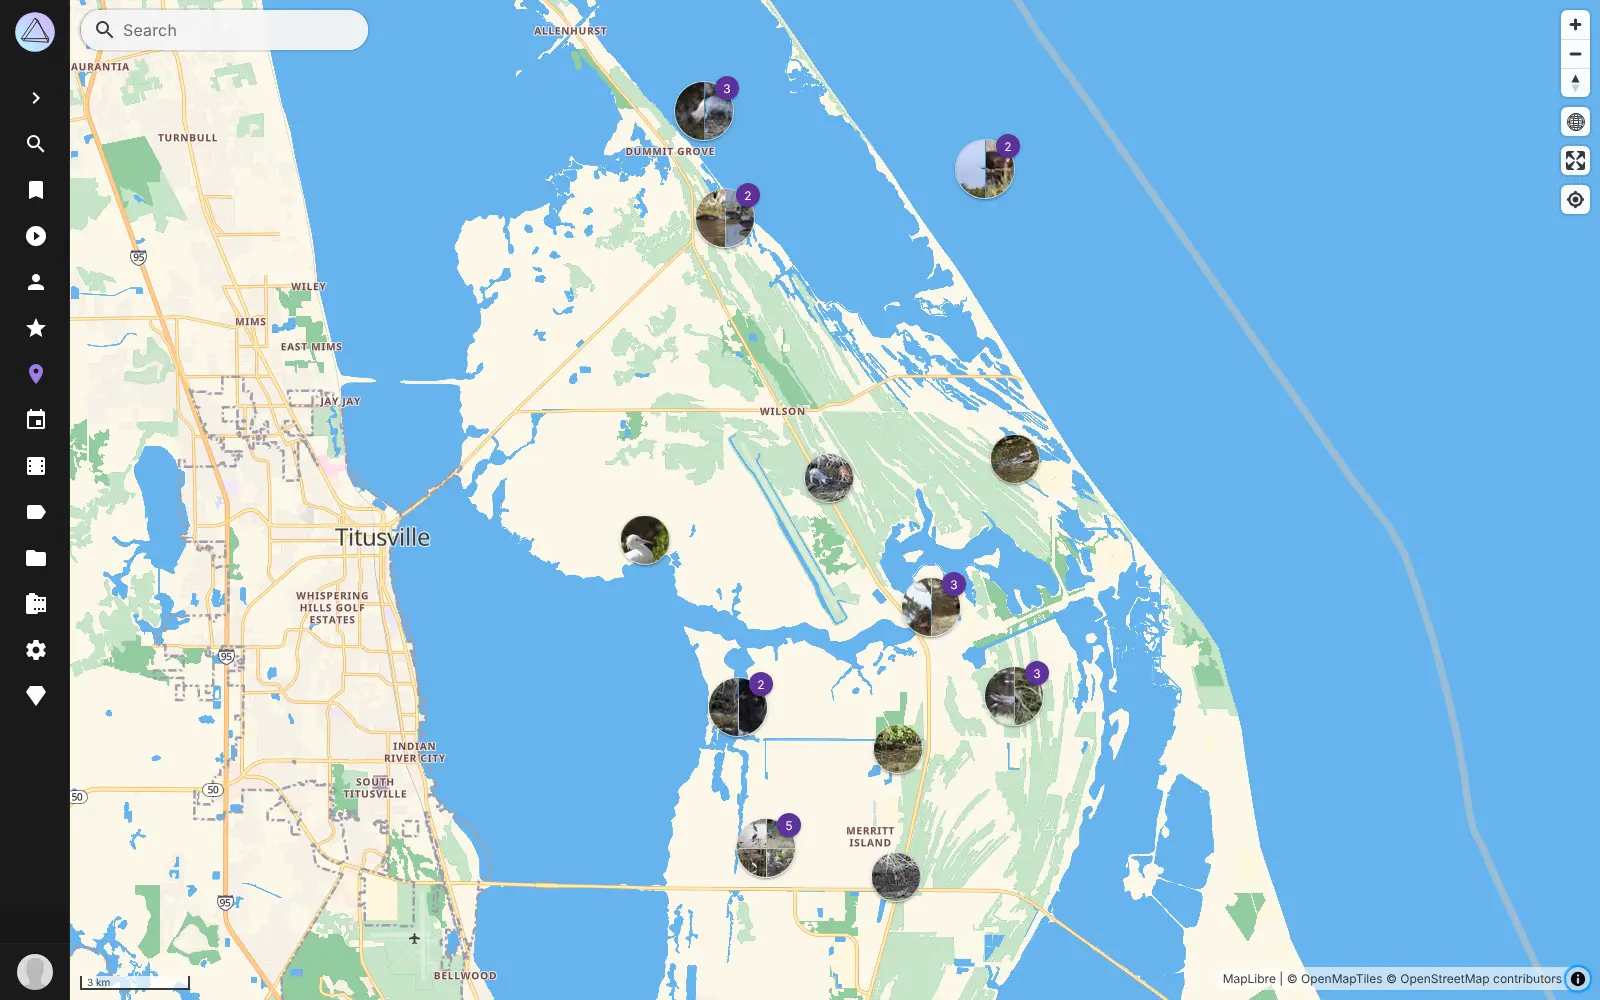 Search
ALLENHURST
AURANTIA
3
TURNBULL
DUMMIT GROVE
2
2
95
WILEY
MIMS
EAST MIMS
JAY JAY
WILSON
Titusville
WHISPERING
HILLS GOLF
ESTATES
3
95
3
2
INDIAN
RIVER CITY
SOUTH
TITUSVILLE
50
50
5
MERRITT
ISLAND
95
BELLWOOD
3 km
MapLibre | © OpenMapTiles © OpenStreetMap contributors